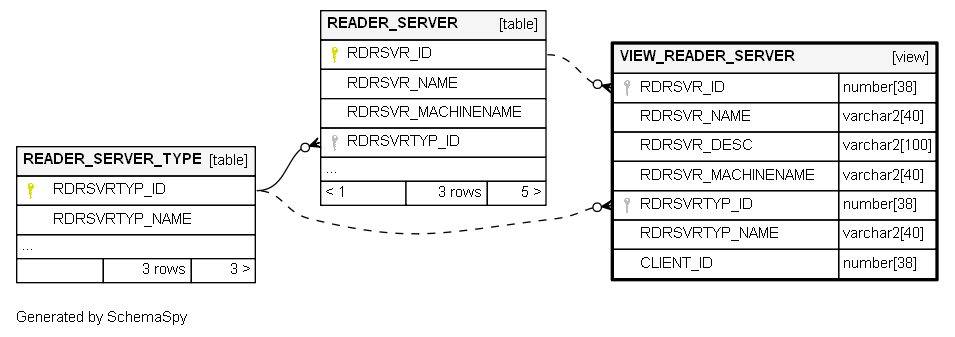 READER_SERVER [table]
RDRSVR_ID
RDRSVR_NAME
RDRSVR_MACHINENAME
RDRSVRTYP_ID
...
< 1 3 rows 5 >
READER_SERVER_TYPE [table]
RDRSVRTYP_ID
RDRSVRTYP_NAME
...
3 rows 3 >
VIEW_READER_SERVER [view]
RDRSVR_ID number[38]
RDRSVR_NAME varchar2[40]
RDRSVR_DESC varchar2[100]
RDRSVR_MACHINENAME varchar2[40]
RDRSVRTYP_ID number[38]
RDRSVRTYP_NAME varchar2[40]
CLIENT_ID number[38]
Generated by SchemaSpy